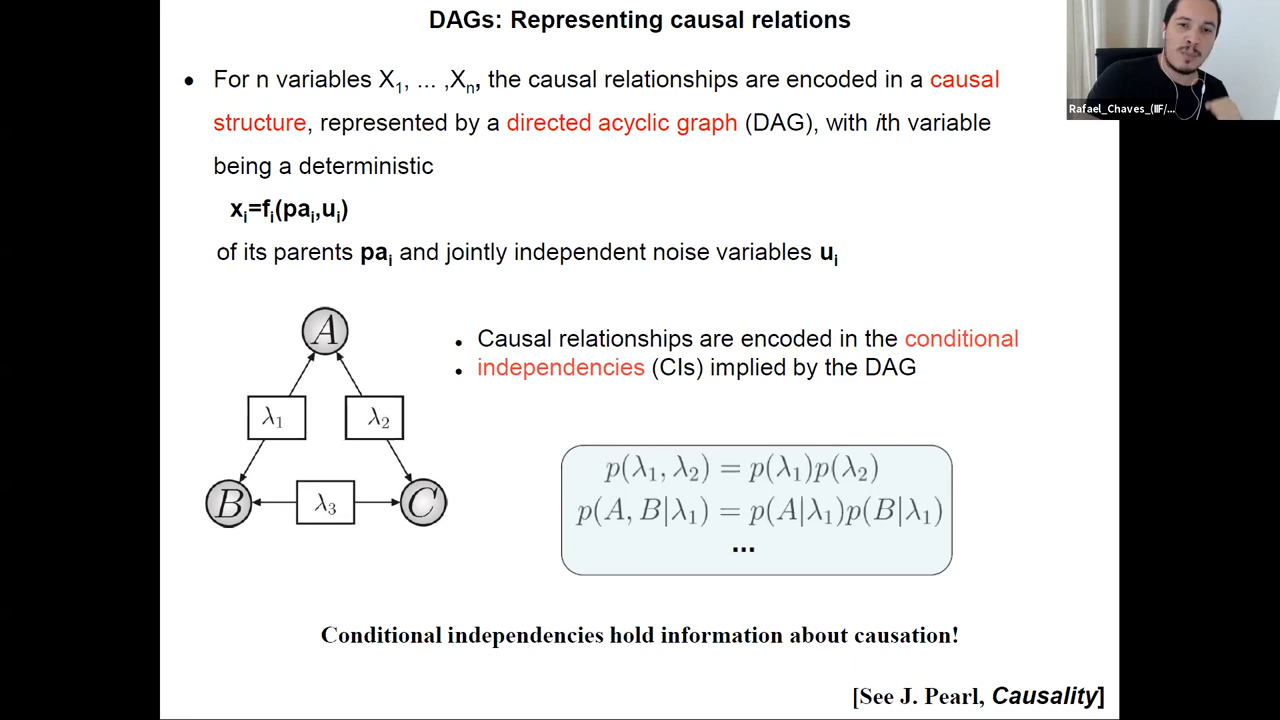 DAGs: Representing causal relations
• For n variables X₁, ... ,Xₙ, the causal relationships are encoded in a causal
structure, represented by a directed acyclic graph (DAG), with ith variable
being a deterministic
xᵢ=fᵢ(paᵢ,uᵢ)
of its parents paᵢ and jointly independent noise variables uᵢ
A
λ₁ λ₂
B λ₃ C
• Causal relationships are encoded in the conditional
• independencies (CIs) implied by the DAG
p(λ₁, λ₂) = p(λ₁)p(λ₂)
p(A, B|λ₁) = p(A|λ₁)p(B|λ₁)
...
Conditional independencies hold information about causation!
[See J. Pearl, Causality]
Rafael_Chaves_(IIF/...